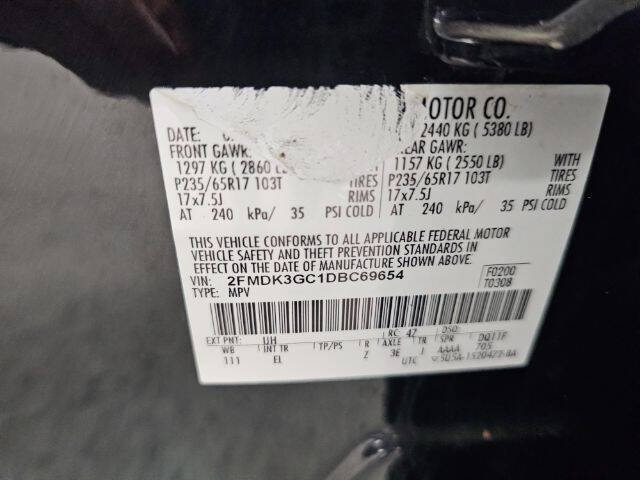 MOTOR CO.
DATE: 2440 KG ( 5380 LB)
FRONT GAWR: REAR GAWR:
1297 KG ( 2860 LB 1157 KG ( 2550 LB) WITH
P235/65R17 103T TIRES P235/65R17 103T TIRES
17x7.5J RIMS 17x7.5J RIMS
AT 240 kPa/ 35 PSI COLD AT 240 kPa/ 35 PSI COLD
THIS VEHICLE CONFORMS TO ALL APPLICABLE FEDERAL MOTOR
VEHICLE SAFETY AND THEFT PREVENTION STANDARDS IN
EFFECT ON THE DATE OF MANUFACTURE SHOWN ABOVE.
VIN: 2FMDK3GC1DBC69654 F0200
TYPE: MPV T0308
EXT PNT: UH RC: 47 DSO:
WB INT TR TP/PS R AXLE TR SPR
111 EL Z 3E I AAAA
UTC